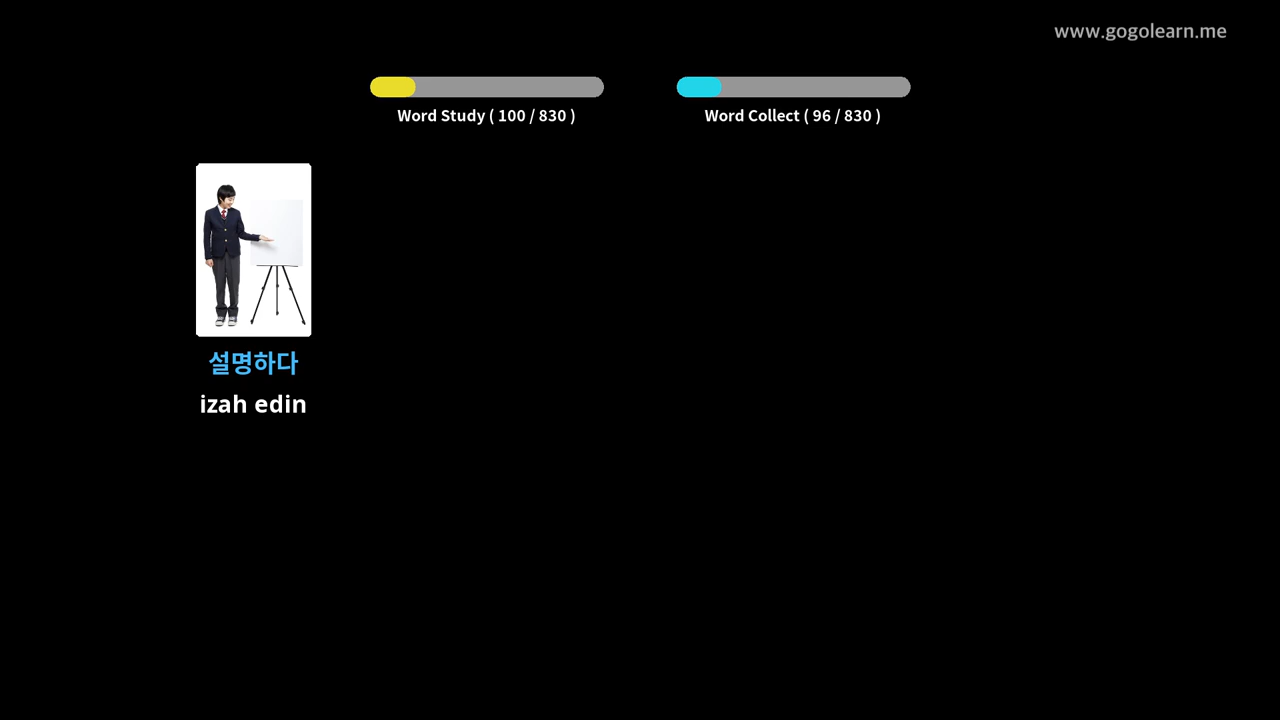 www.gogolearn.me
Word Study ( 100 / 830 )
Word Collect ( 96 / 830 )
설명하다
izah edin